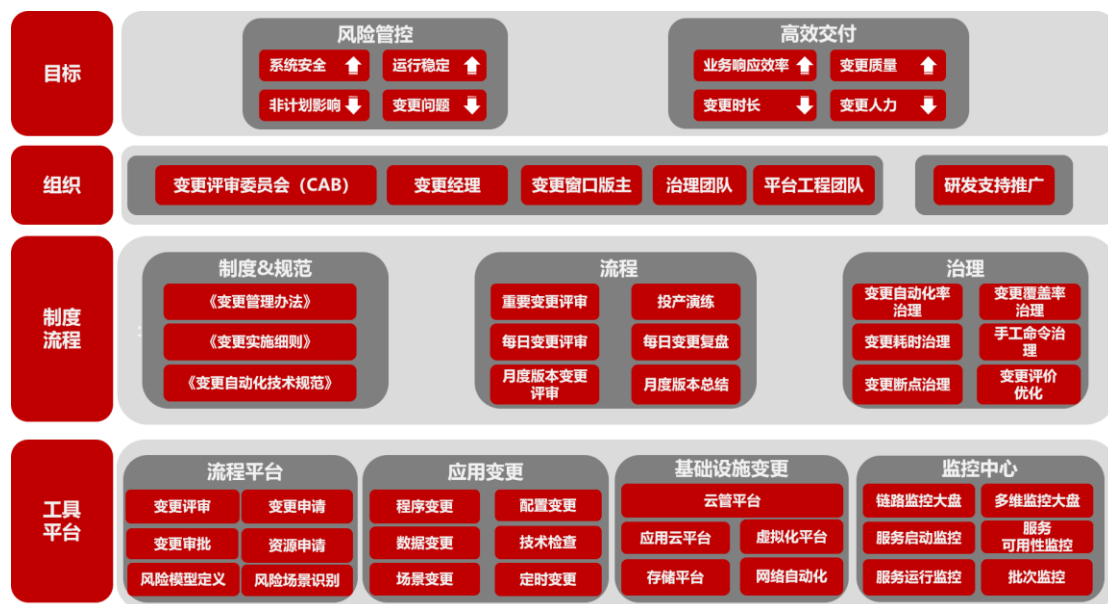 目标
风险管控
系统安全
运行稳定
非计划影响
变更问题
高效交付
业务响应效率
变更质量
变更时长
变更人力
组织
变更评审委员会（CAB）
变更经理
变更窗口版主
治理团队
平台工程团队
研发支持推广
制度
流程
制度&规范
《变更管理办法》
《变更实施细则》
《变更自动化技术规范》
流程
重要变更评审
投产演练
每日变更评审
每日变更复盘
月度版本变更
评审
月度版本总结
治理
变更自动化率
治理
变更覆盖率
治理
变更耗时治理
手工命令治
理
变更断点治理
变更评价
优化
工具
平台
流程平台
变更评审
变更申请
变更审批
资源申请
风险模型定义
风险场景识别
应用变更
程序变更
配置变更
数据变更
技术检查
场景变更
定时变更
基础设施变更
云管平台
应用云平台
虚拟化平台
存储平台
网络自动化
监控中心
链路监控大盘
多维监控大盘
服务启动监控
服务
可用性监控
服务运行监控
批次监控